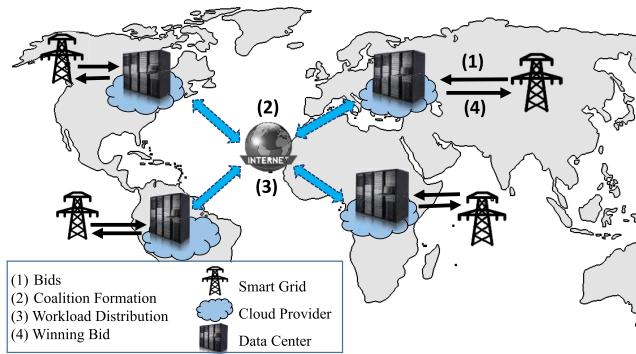 (1)
(2)
(4)
INTERNET
(3)
(1) Bids
(2) Coalition Formation
(3) Workload Distribution
(4) Winning Bid
Smart Grid
Cloud Provider
Data Center